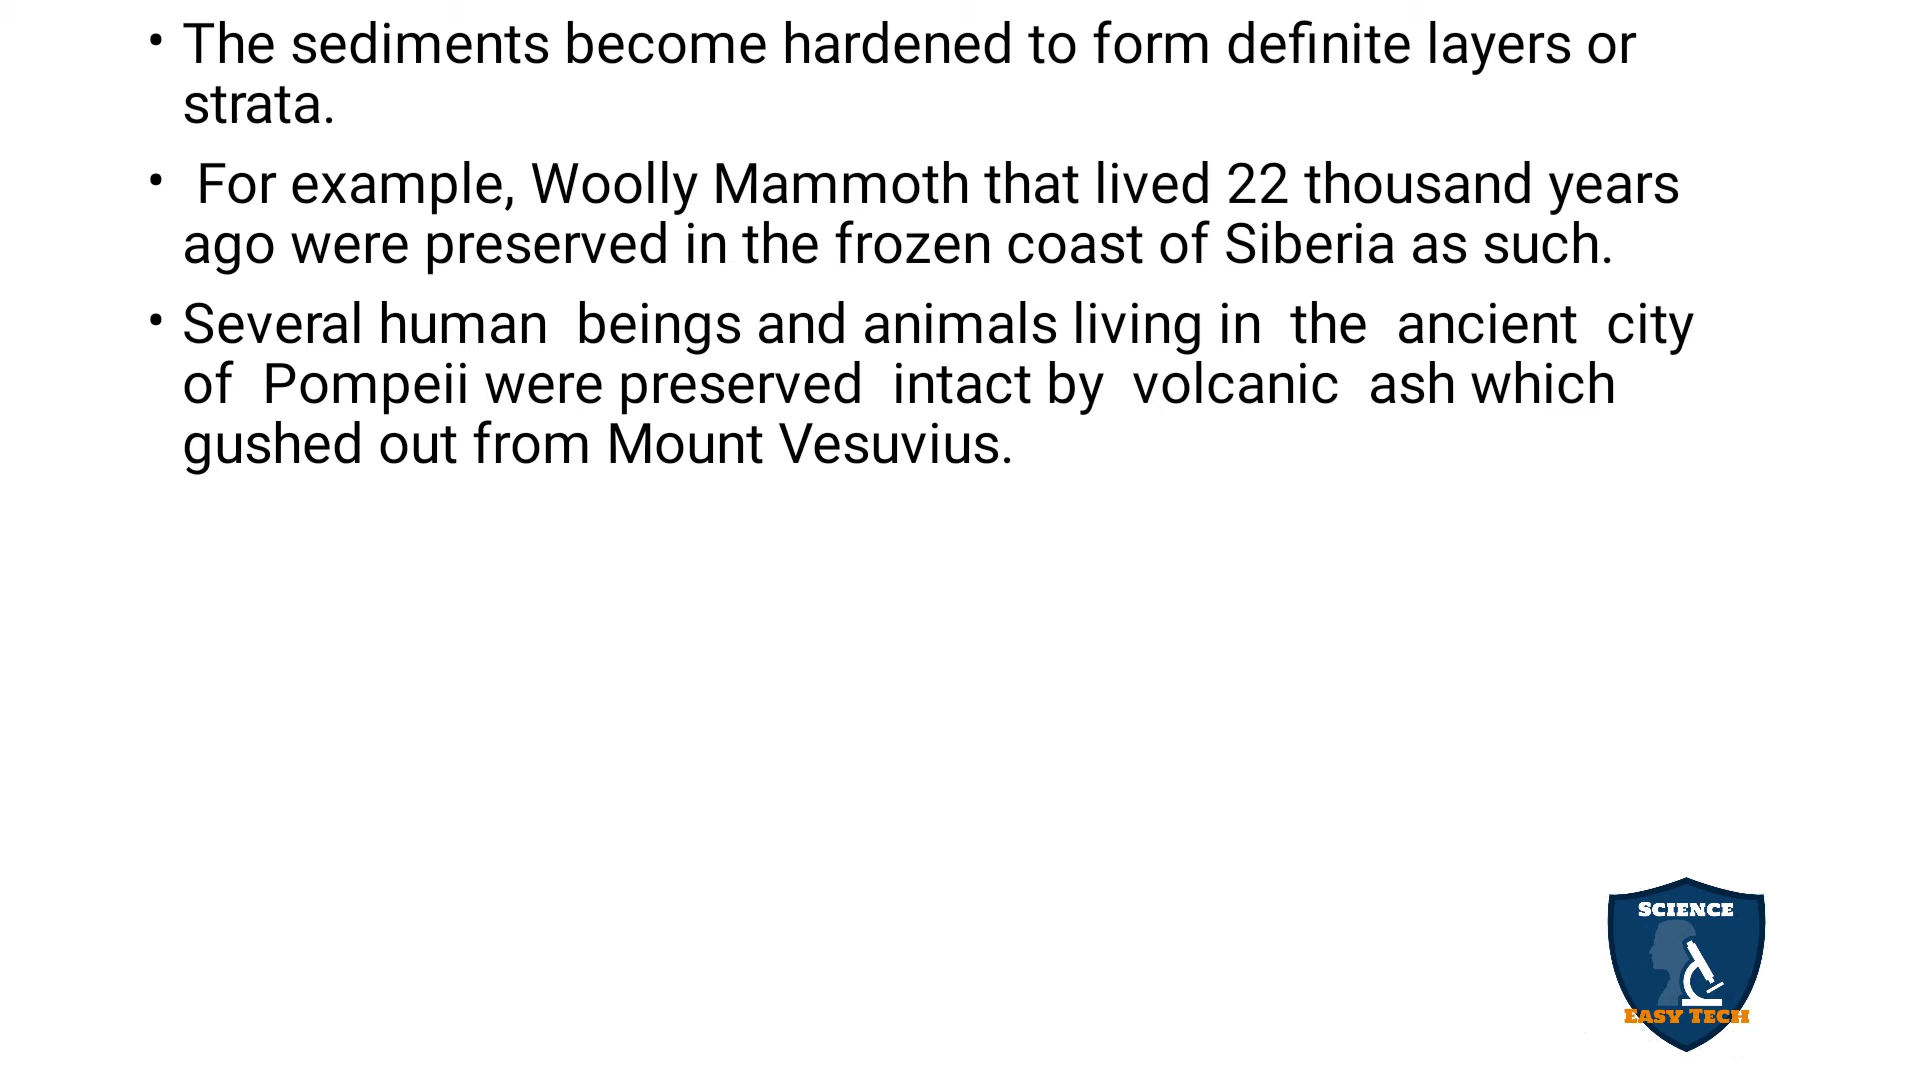 • The sediments become hardened to form definite layers or
strata.
• For example, Woolly Mammoth that lived 22 thousand years
ago were preserved in the frozen coast of Siberia as such.
• Several human beings and animals living in the ancient city
of Pompeii were preserved intact by volcanic ash which
gushed out from Mount Vesuvius.
SCIENCE
EASY TECH